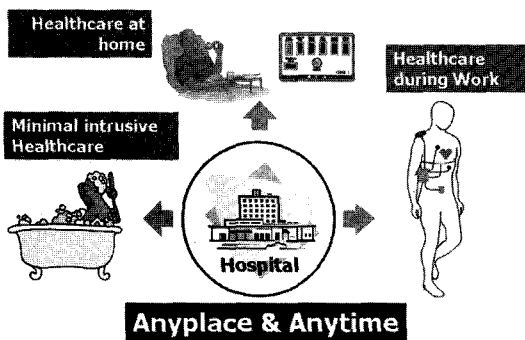 Healthcare at
home
Healthcare
during Work
Minimal intrusive
Healthcare
Hospital
Anyplace & Anytime